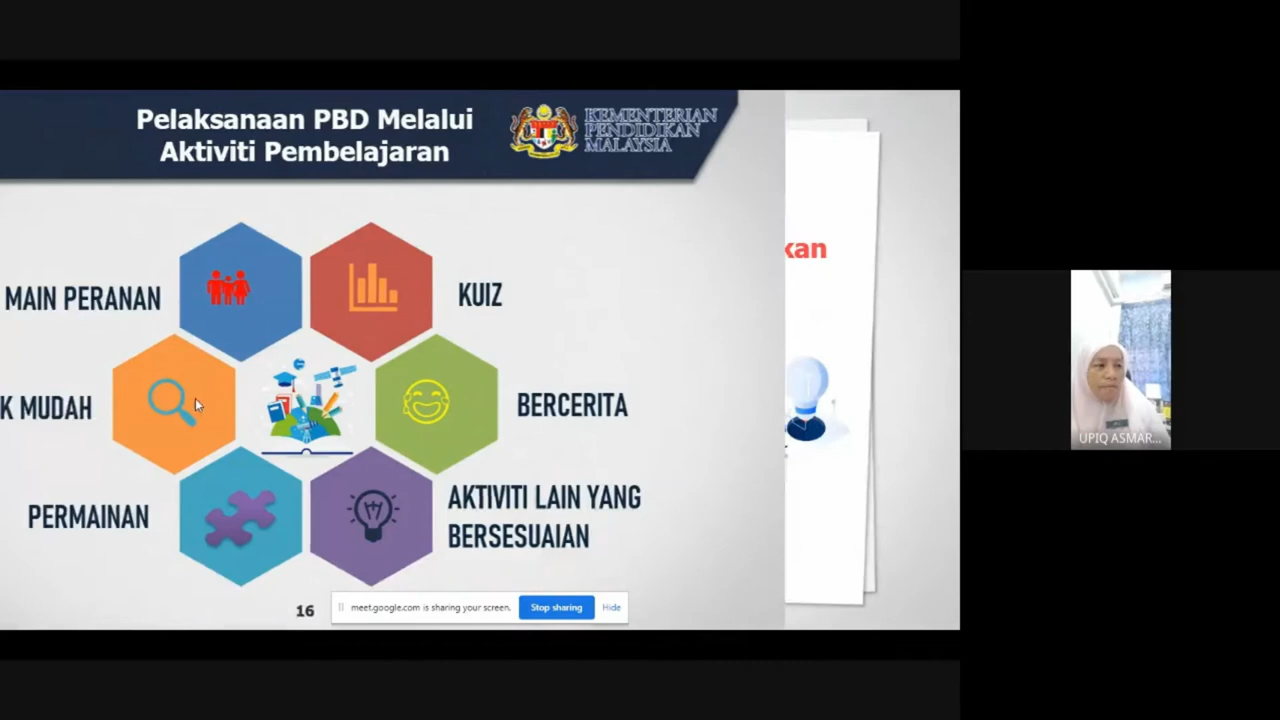 Pelaksanaan PBD Melalui
Aktiviti Pembelajaran
KEMENTERIAN
PENDIDIKAN
MALAYSIA
kan
MAIN PERANAN
KUIZ
K MUDAH
BERCERITA
PERMAINAN
AKTIVITI LAIN YANG
BERSESUAIAN
16
meet.google.com is sharing your screen.
Stop sharing
Hide
UPIQ ASMAR...